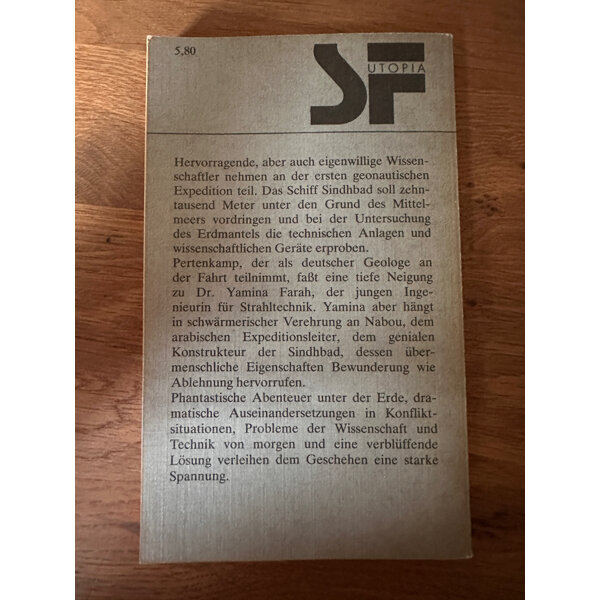 5,80
SF
UTOPIA
Hervorragende, aber auch eigenwillige Wissen-
schaftler nehmen an der ersten geonautischen
Expedition teil. Das Schiff Sindhbad soll zehn-
tausend Meter unter den Grund des Mittel-
meers vordringen und bei der Untersuchung
des Erdmantels die technischen Anlagen und
wissenschaftlichen Geräte erproben.
Pertenkamp, der als deutscher Geologe an
der Fahrt teilnimmt, faßt eine tiefe Neigung
zu Dr. Yamina Farah, der jungen Inge-
nieurin für Strahltechnik. Yamina aber hängt
in schwärmerischer Verehrung an Nabou, dem
arabischen Expeditionsleiter, dem genialen
Konstrukteur der Sindhbad, dessen über-
menschliche Eigenschaften Bewunderung wie
Ablehnung hervorrufen.
Phantastische Abenteuer unter der Erde, dra-
matische Auseinandersetzungen in Konflikt-
situationen, Probleme der Wissenschaft und
Technik von morgen und eine verblüffende
Lösung verleihen dem Geschehen eine starke
Spannung.